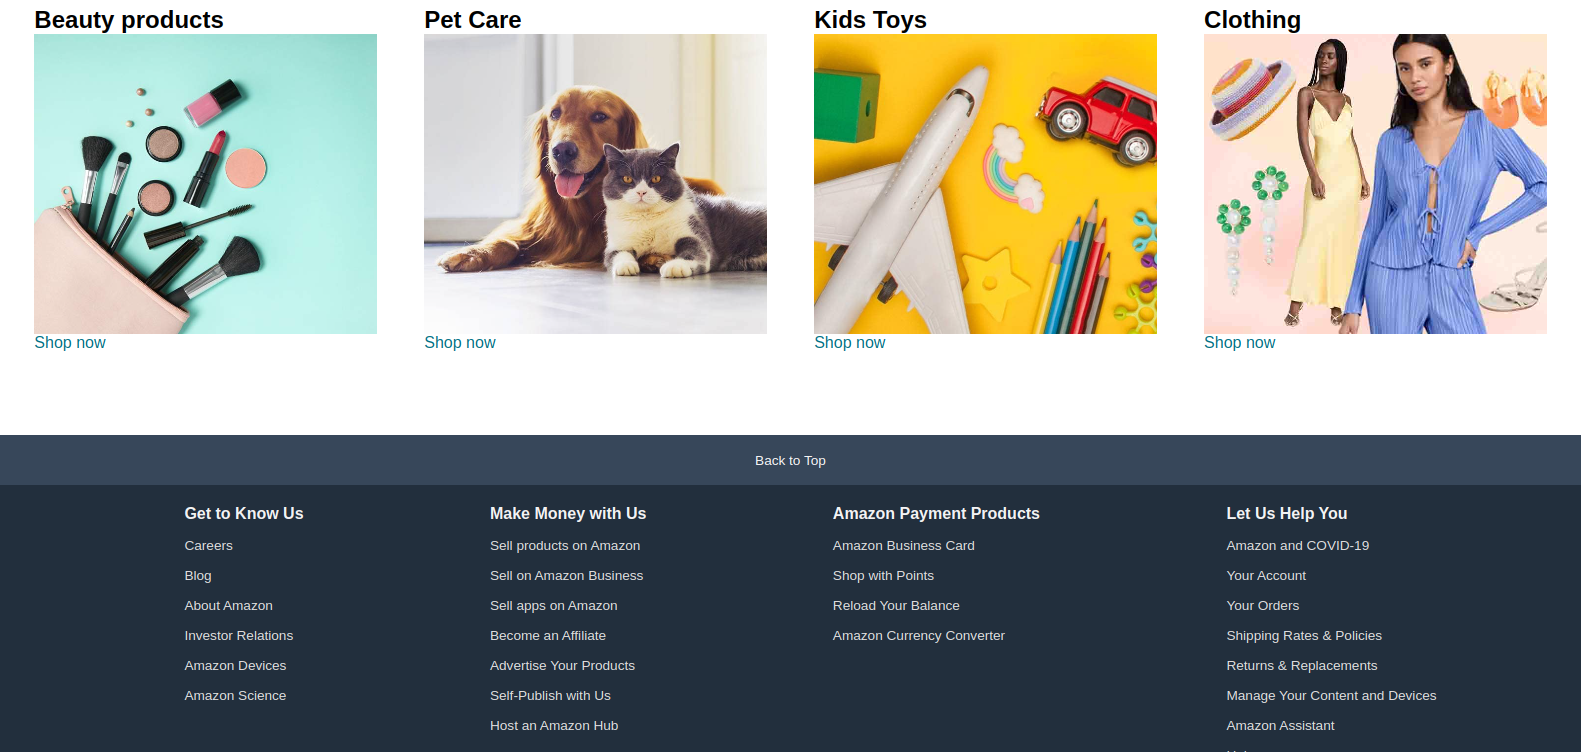 Beauty products
Pet Care
Kids Toys
Clothing
Shop now
Shop now
Shop now
Shop now
Back to Top
Get to Know Us
Careers
Blog
About Amazon
Investor Relations
Amazon Devices
Amazon Science
Make Money with Us
Sell products on Amazon
Sell on Amazon Business
Sell apps on Amazon
Become an Affiliate
Advertise Your Products
Self-Publish with Us
Host an Amazon Hub
Amazon Payment Products
Amazon Business Card
Shop with Points
Reload Your Balance
Amazon Currency Converter
Let Us Help You
Amazon and COVID-19
Your Account
Your Orders
Shipping Rates & Policies
Returns & Replacements
Manage Your Content and Devices
Amazon Assistant